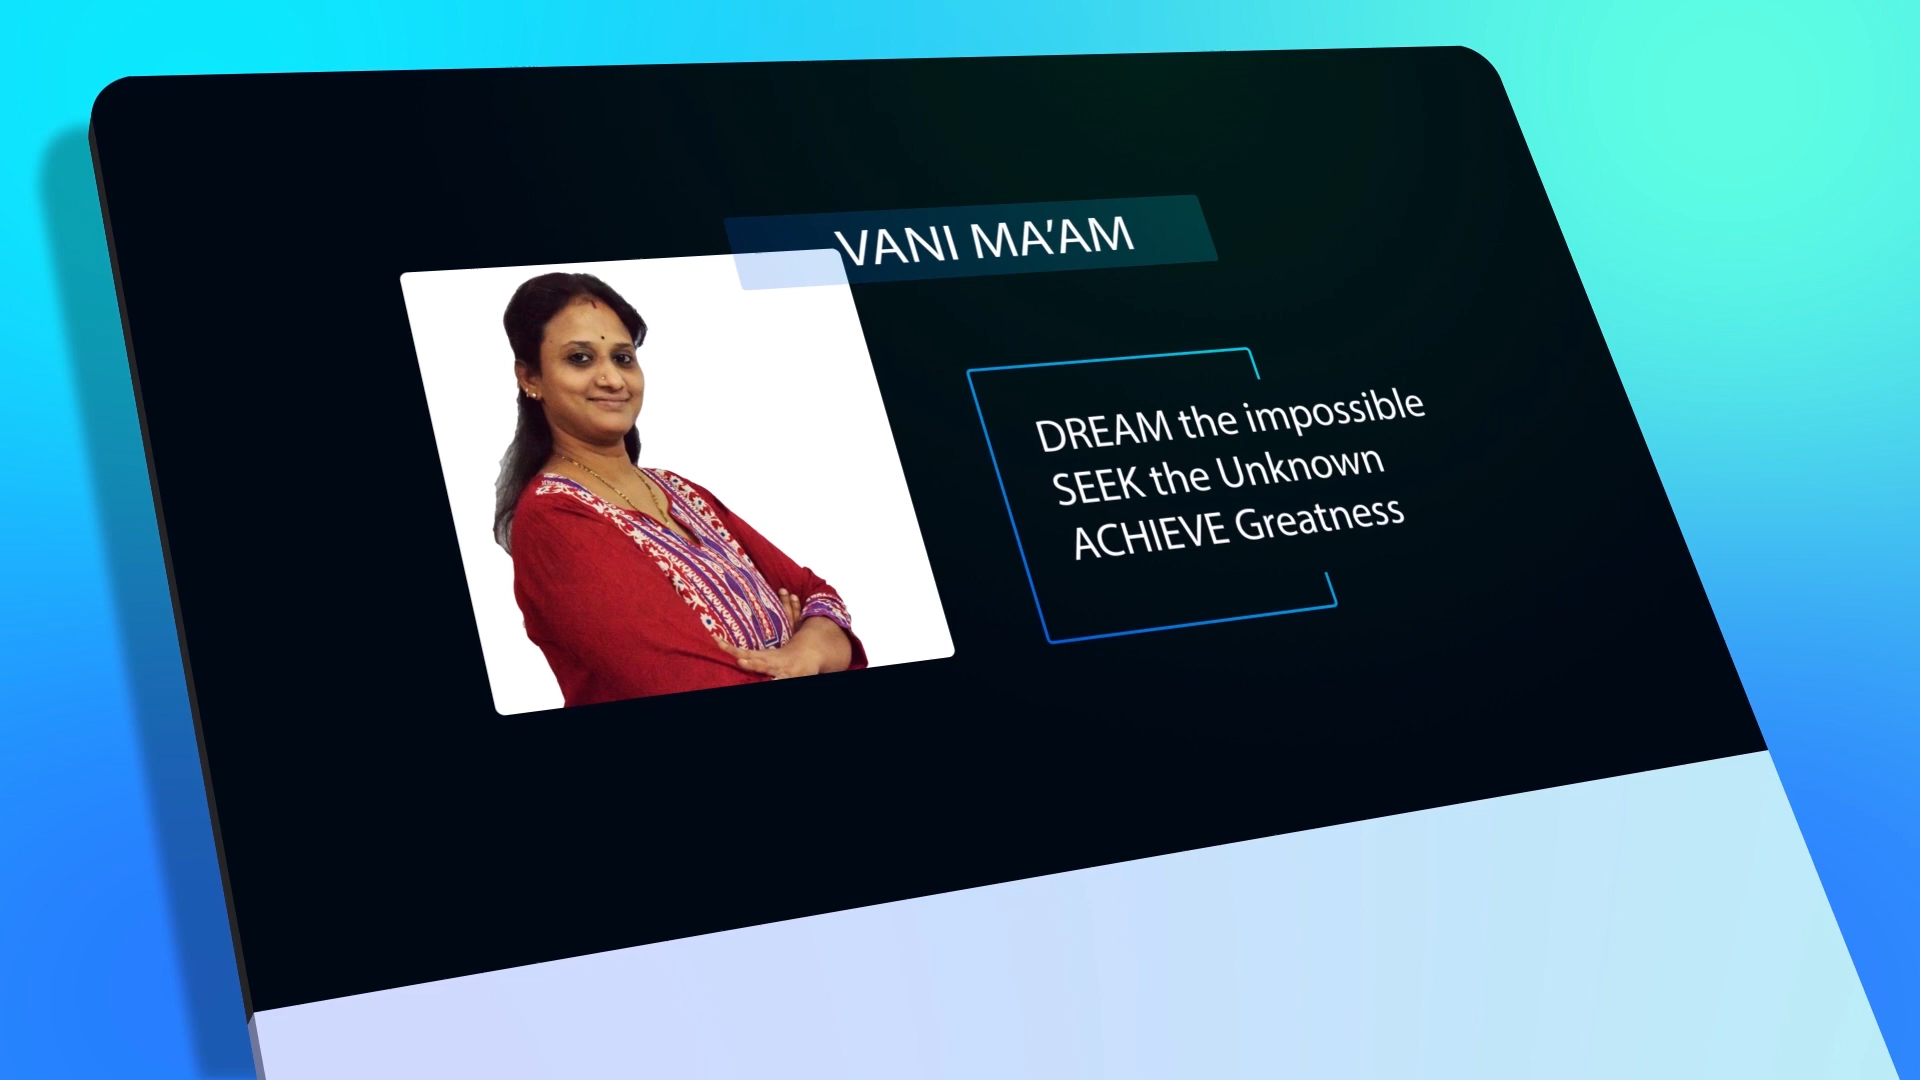 VANI MA’AM
DREAM the impossible
SEEK the Unknown
ACHIEVE Greatness